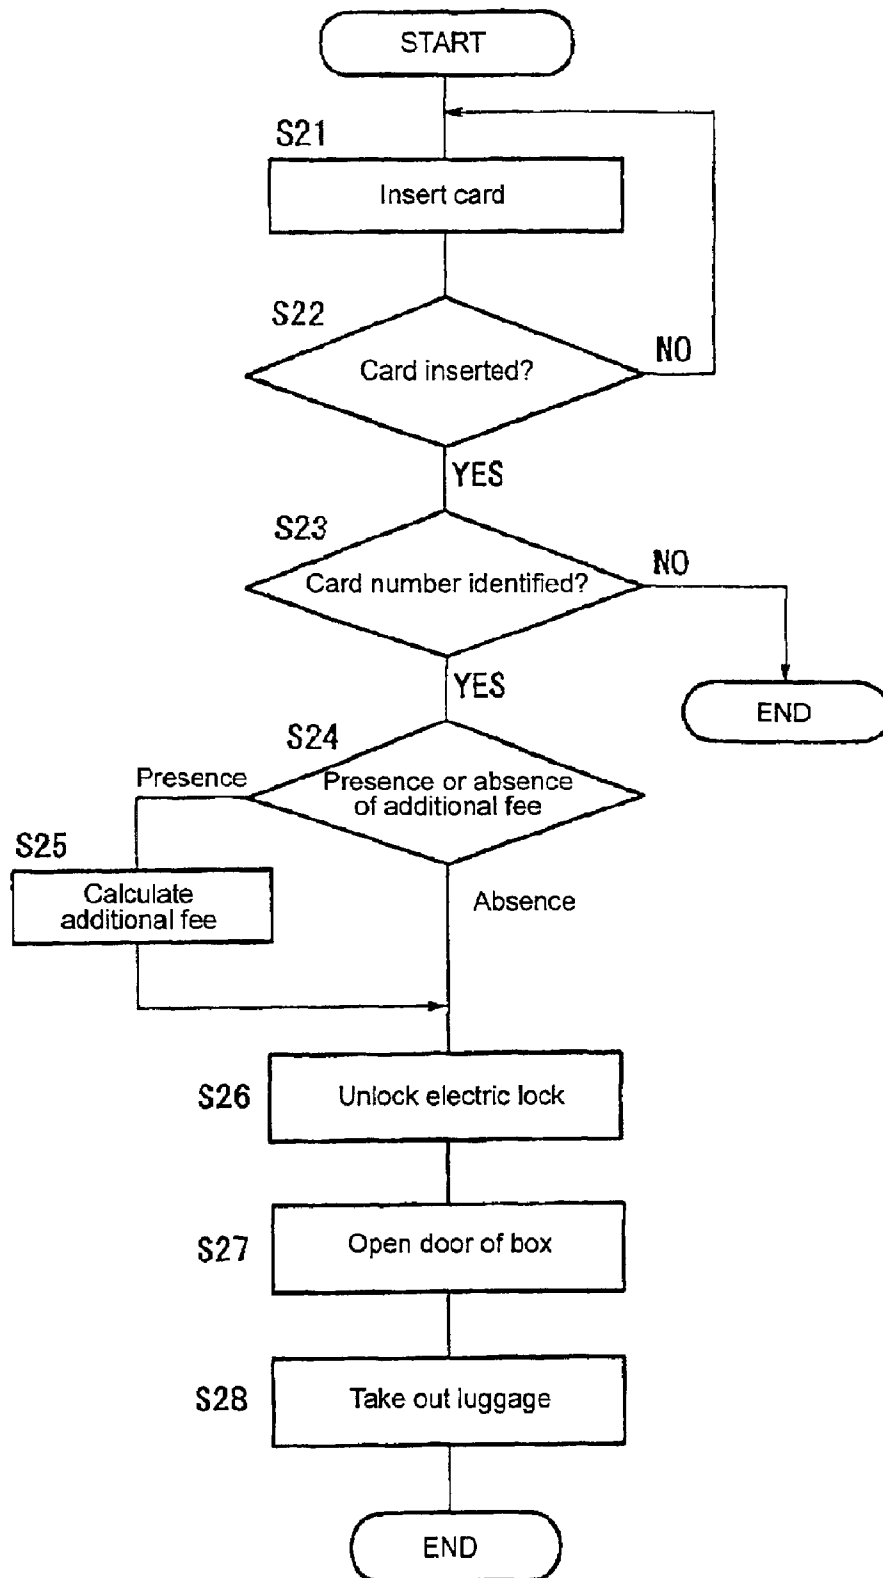 START
S21
Insert card
S22
Card inserted?
NO
YES
S23
Card number identified?
NO
YES
END
S24
Presence
Presence or absence
of additional fee
S25
Calculate
additional fee
Absence
S26
Unlock electric lock
S27
Open door of box
S28
Take out luggage
END